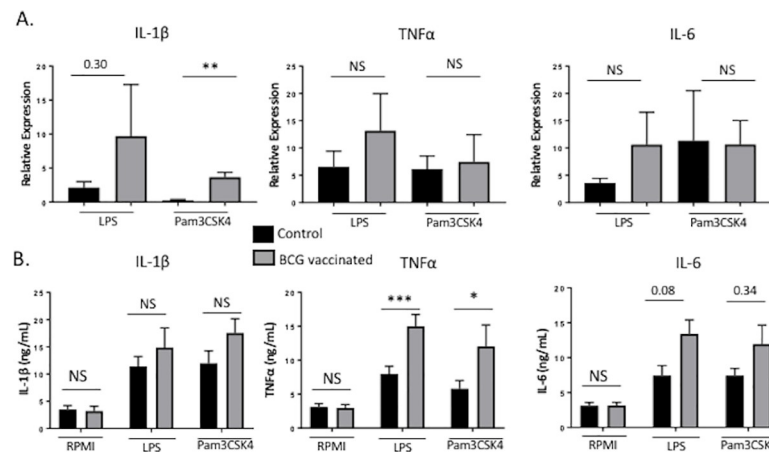 A.
IL-1β
TNFα
IL-6
0.30
**
NS
NS
NS
NS
Relative Expression
20
15
10
5
0
LPS
Pam3CSK4
Relative Expression
25
20
15
10
5
0
LPS
Pam3CSK4
Relative Expression
25
20
15
10
5
0
LPS
Pam3CSK4
Control
BCG vaccinated
B.
IL-1β
TNFα
IL-6
NS
NS
NS
IL-1β (ng/mL)
25
20
15
10
5
0
RPMI
LPS
Pam3CSK4
NS
***
*
TNFα (ng/mL)
20
15
10
5
0
RPMI
LPS
Pam3CSK4
NS
0.08
0.34
IL-6 (ng/mL)
20
15
10
5
0
RPMI
LPS
Pam3CSK4